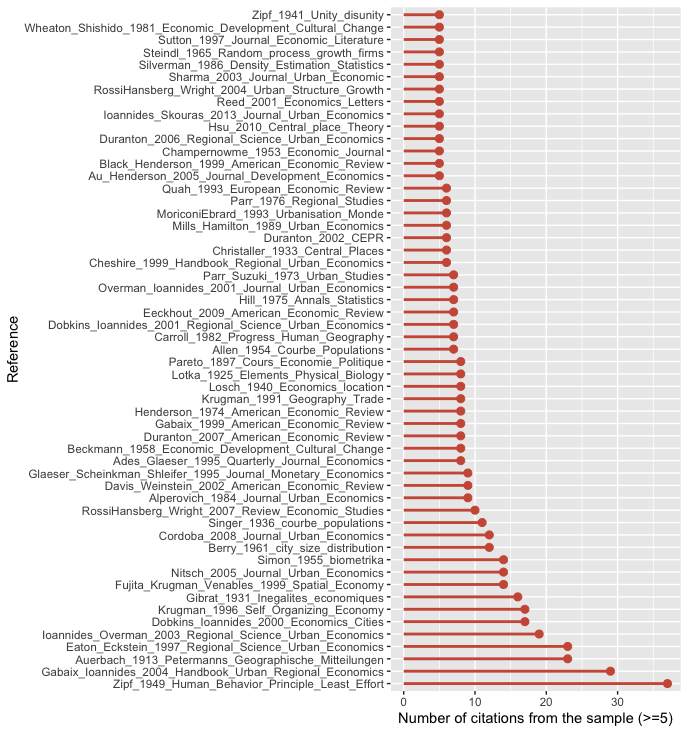 Zipf_1941_Unity_disunity
Wheaton_Shishido_1981_Economic_Development_Cultural_Change
Sutton_1997_Journal_Economic_Literature
Steindl_1965_Random_process_growth_firms
Silverman_1986_Density_Estimation_Statistics
Sharma_2003_Journal_Urban_Economic
RossiHansberg_Wright_2004_Urban_Structure_Growth
Reed_2001_Economics_Letters
Ioannides_Skouras_2013_Journal_Urban_Economics
Hsu_2010_Central_place_Theory
Duranton_2006_Regional_Science_Urban_Economics
Champernowme_1953_Economic_Journal
Black_Henderson_1999_American_Economic_Review
Au_Henderson_2005_Journal_Development_Economics
Quah_1993_European_Economic_Review
Parr_1976_Regional_Studies
MoriconiEbrard_1993_Urbanisation_Monde
Mills_Hamilton_1989_Urban_Economics
Duranton_2002_CEPR
Christaller_1933_Central_Places
Cheshire_1999_Handbook_Regional_Urban_Economics
Parr_Suzuki_1973_Urban_Studies
Overman_Ioannides_2001_Journal_Urban_Economics
Hill_1975_Annals_Statistics
Eeckhout_2009_American_Economic_Review
Dobkins_Ioannides_2001_Regional_Science_Urban_Economics
Carroll_1982_Progress_Human_Geography
Allen_1954_Courbe_Populations
Pareto_1897_Cours_Economie_Politique
Lotka_1925_Elements_Physical_Biology
Losch_1940_Economics_location
Krugman_1991_Geography_Trade
Henderson_1974_American_Economic_Review
Gabaix_1999_American_Economic_Review
Duranton_2007_American_Economic_Review
Beckmann_1958_Economic_Development_Cultural_Change
Ades_Glaeser_1995_Quarterly_Journal_Economics
Glaeser_Scheinkman_Shleifer_1995_Journal_Monetary_Economics
Davis_Weinstein_2002_American_Economic_Review
Alperovich_1984_Journal_Urban_Economics
RossiHansberg_Wright_2007_Review_Economic_Studies
Singer_1936_courbe_populations
Cordoba_2008_Journal_Urban_Economics
Berry_1961_city_size_distribution
Simon_1955_biometrika
Nitsch_2005_Journal_Urban_Economics
Fujita_Krugman_Venables_1999_Spatial_Economy
Gibrat_1931_Inegalites_economiques
Krugman_1996_Self_Organizing_Economy
Dobkins_Ioannides_2000_Economics_Cities
Ioannides_Overman_2003_Regional_Science_Urban_Economics
Eaton_Eckstein_1997_Regional_Science_Urban_Economics
Auerbach_1913_Petermanns_Geographische_Mitteilungen
Gabaix_Ioannides_2004_Handbook_Urban_Regional_Economics
Zipf_1949_Human_Behavior_Principle_Least_Effort
Reference
0 10 20 30
Number of citations from the sample (>=5)